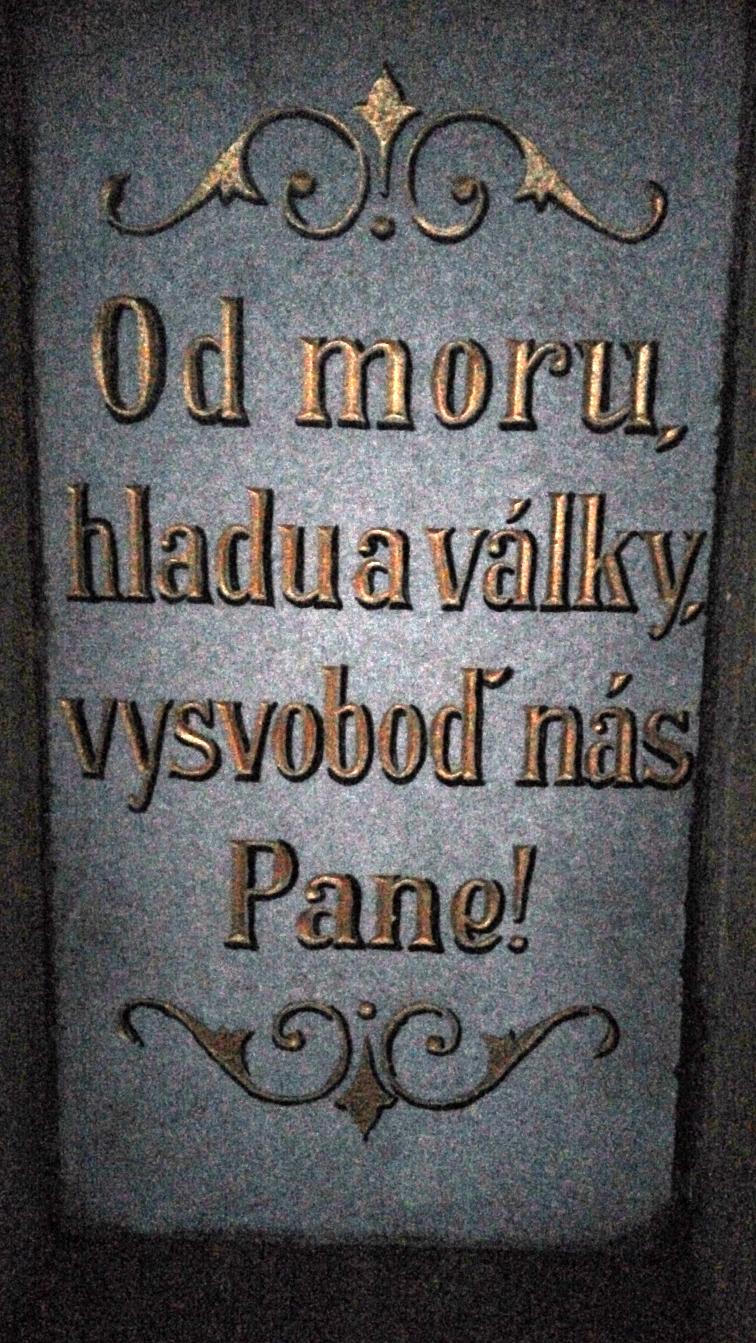 Od moru,
hladu a války,
vysvoboď nás
Pane!